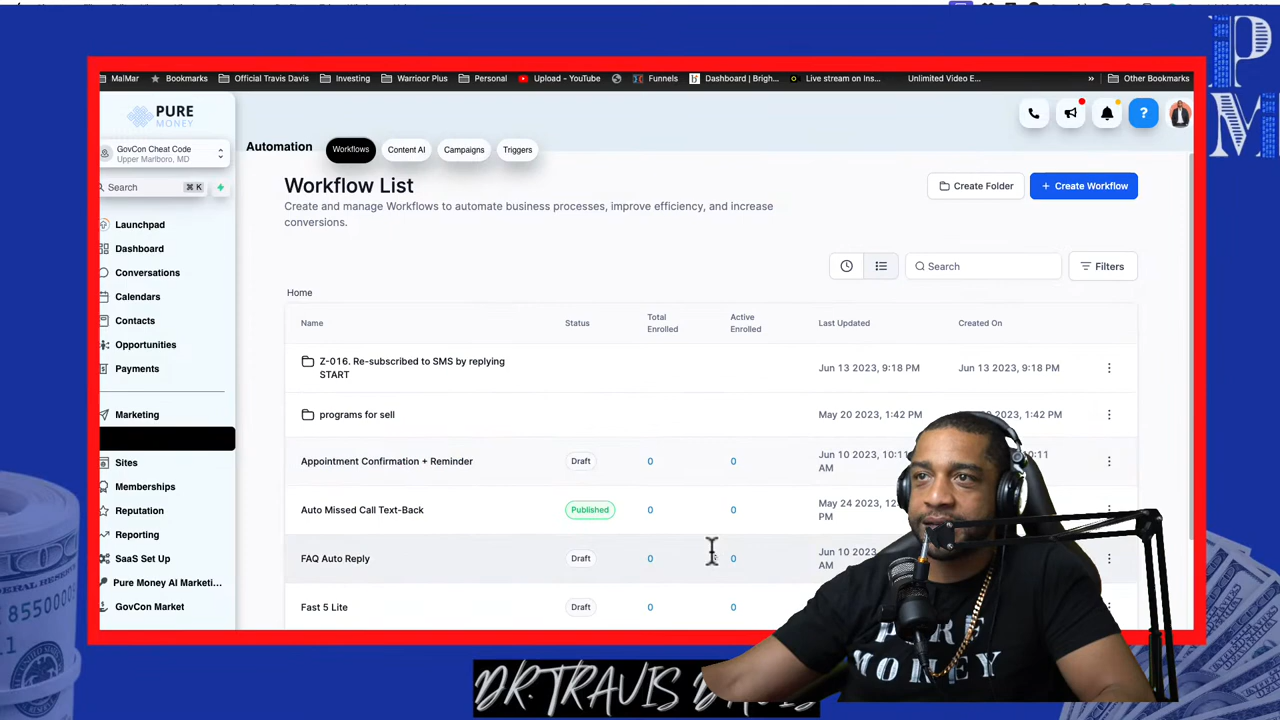 MalMar
Bookmarks
Official Travis Davis
Investing
Warrioor Plus
Personal
Upload - YouTube
Funnels
Dashboard | Brigh...
Live stream on Ins...
Unlimited Video E...
»
Other Bookmarks
PM
PURE
MONEY
GovCon Cheat Code
Upper Marlboro, MD
Search
⌘ K
Launchpad
Dashboard
Conversations
Calendars
Contacts
Opportunities
Payments
Marketing
Sites
Memberships
Reputation
Reporting
SaaS Set Up
Pure Money AI Marketi...
GovCon Market
Automation
Workflows
Content AI
Campaigns
Triggers
?
Workflow List
Create and manage Workflows to automate business processes, improve efficiency, and increase
conversions.
Create Folder
+ Create Workflow
Search
Filters
Home
Name Status Total Enrolled Active Enrolled Last Updated Created On
Z-016. Re-subscribed to SMS by replying START Jun 13 2023, 9:18 PM Jun 13 2023, 9:18 PM
programs for sell May 20 2023, 1:42 PM 2023, 1:42 PM
Appointment Confirmation + Reminder Draft 0 0 Jun 10 2023, 10:11 AM 10:11
Auto Missed Call Text-Back Published 0 0 May 24 2023, PM
FAQ Auto Reply Draft 0 0 Jun 10 2023, AM
Fast 5 Lite Draft 0 0
PURE
MONEY
DR. TRAVIS DAVIS
FEDERAL RESERVE